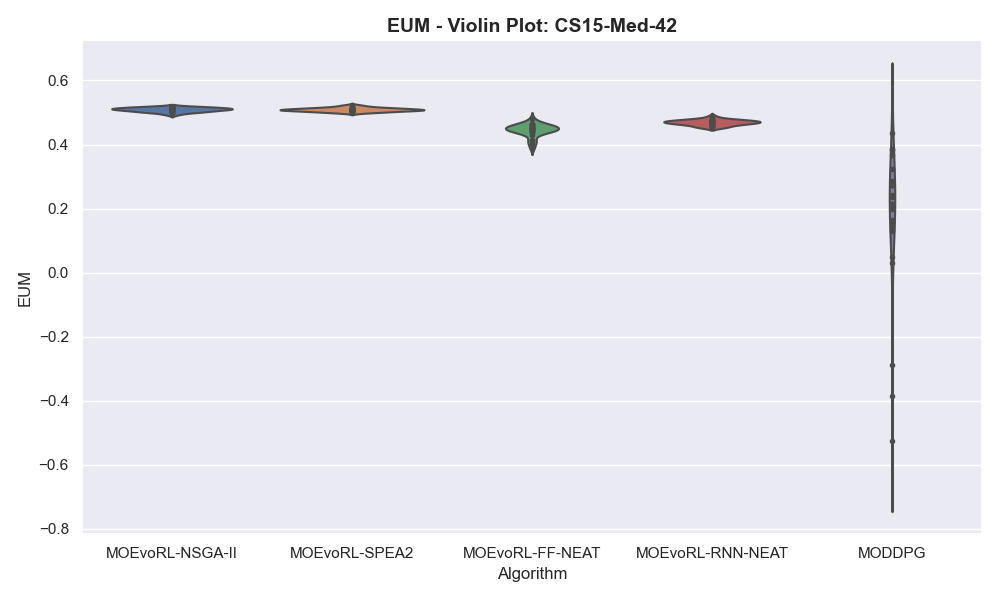 EUM - Violin Plot: CS15-Med-42
EUM
0.6
0.4
0.2
0.0
−0.2
−0.4
−0.6
−0.8
MOEvoRL-NSGA-II
MOEvoRL-SPEA2
MOEvoRL-FF-NEAT
MOEvoRL-RNN-NEAT
MODDPG
Algorithm